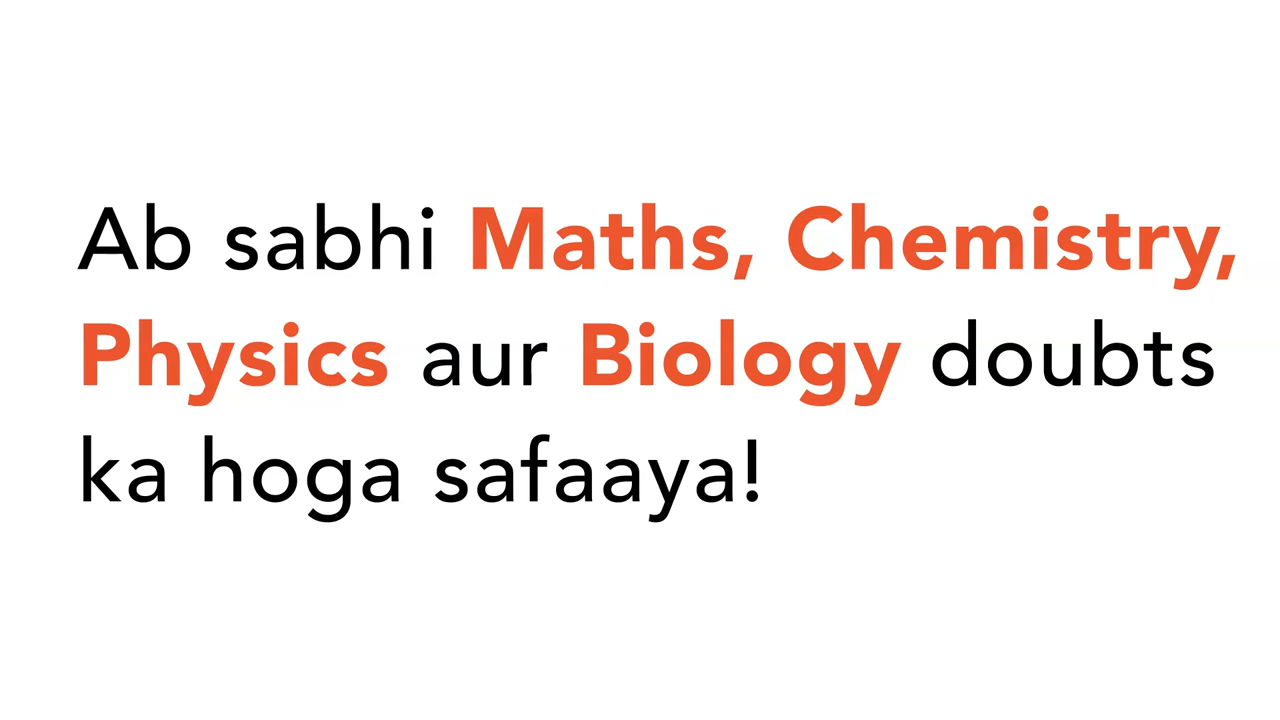 Ab sabhi Maths, Chemistry,
Physics aur Biology doubts
ka hoga safaaya!